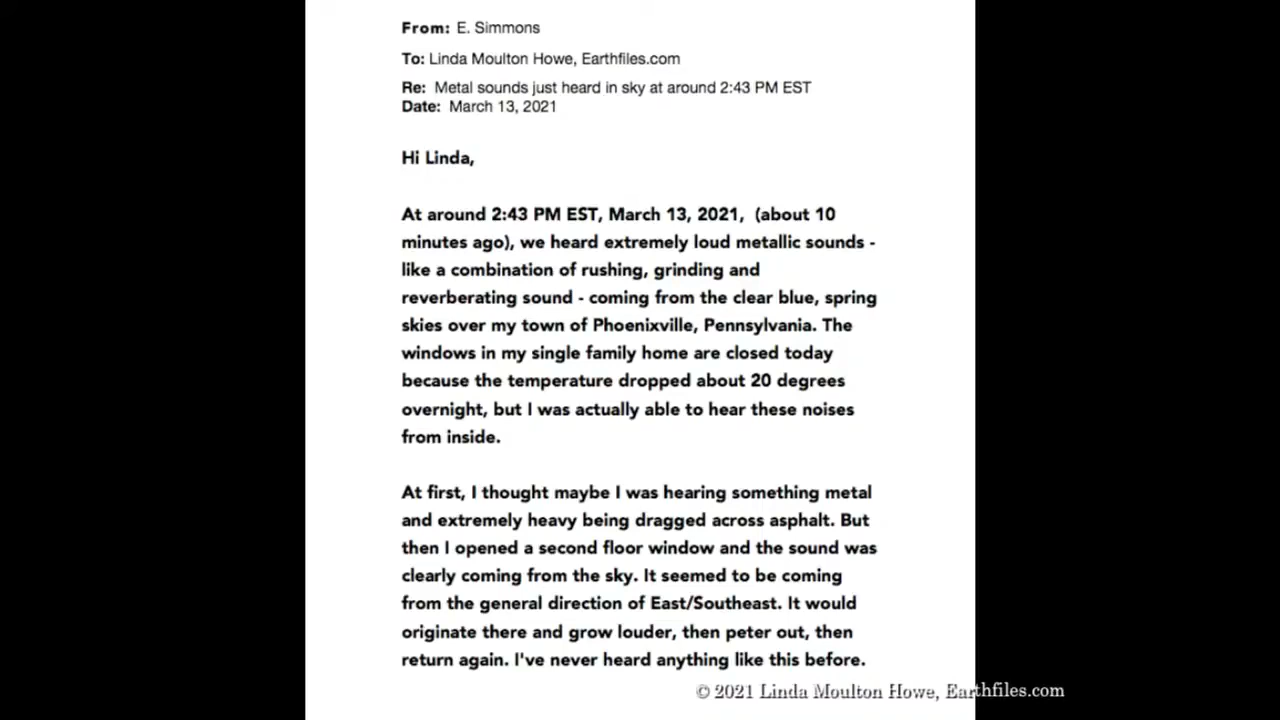 From: E. Simmons
To: Linda Moulton Howe, Earthfiles.com
Re: Metal sounds just heard in sky at around 2:43 PM EST
Date: March 13, 2021
Hi Linda,
At around 2:43 PM EST, March 13, 2021, (about 10
minutes ago), we heard extremely loud metallic sounds -
like a combination of rushing, grinding and
reverberating sound - coming from the clear blue, spring
skies over my town of Phoenixville, Pennsylvania. The
windows in my single family home are closed today
because the temperature dropped about 20 degrees
overnight, but I was actually able to hear these noises
from inside.
At first, I thought maybe I was hearing something metal
and extremely heavy being dragged across asphalt. But
then I opened a second floor window and the sound was
clearly coming from the sky. It seemed to be coming
from the general direction of East/Southeast. It would
originate there and grow louder, then peter out, then
return again. I've never heard anything like this before.
© 2021 Linda Moulton Howe, Earthfiles.com